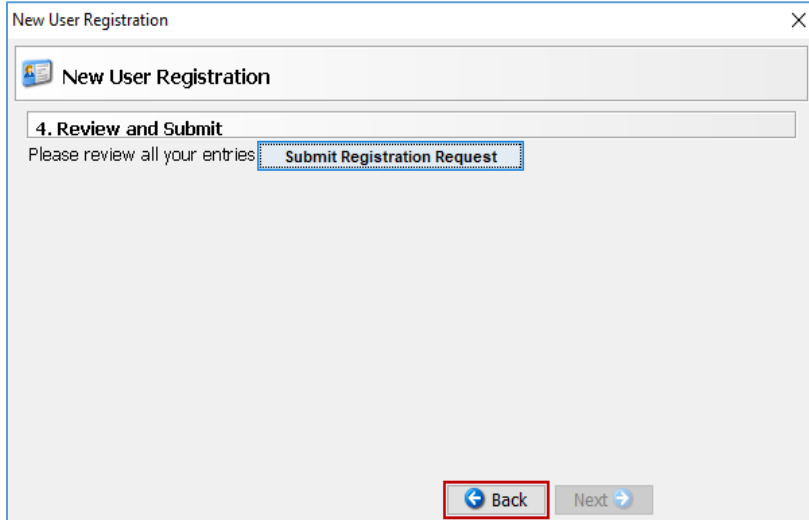 New User Registration
New User Registration
4. Review and Submit
Please review all your entries Submit Registration Request
Back Next